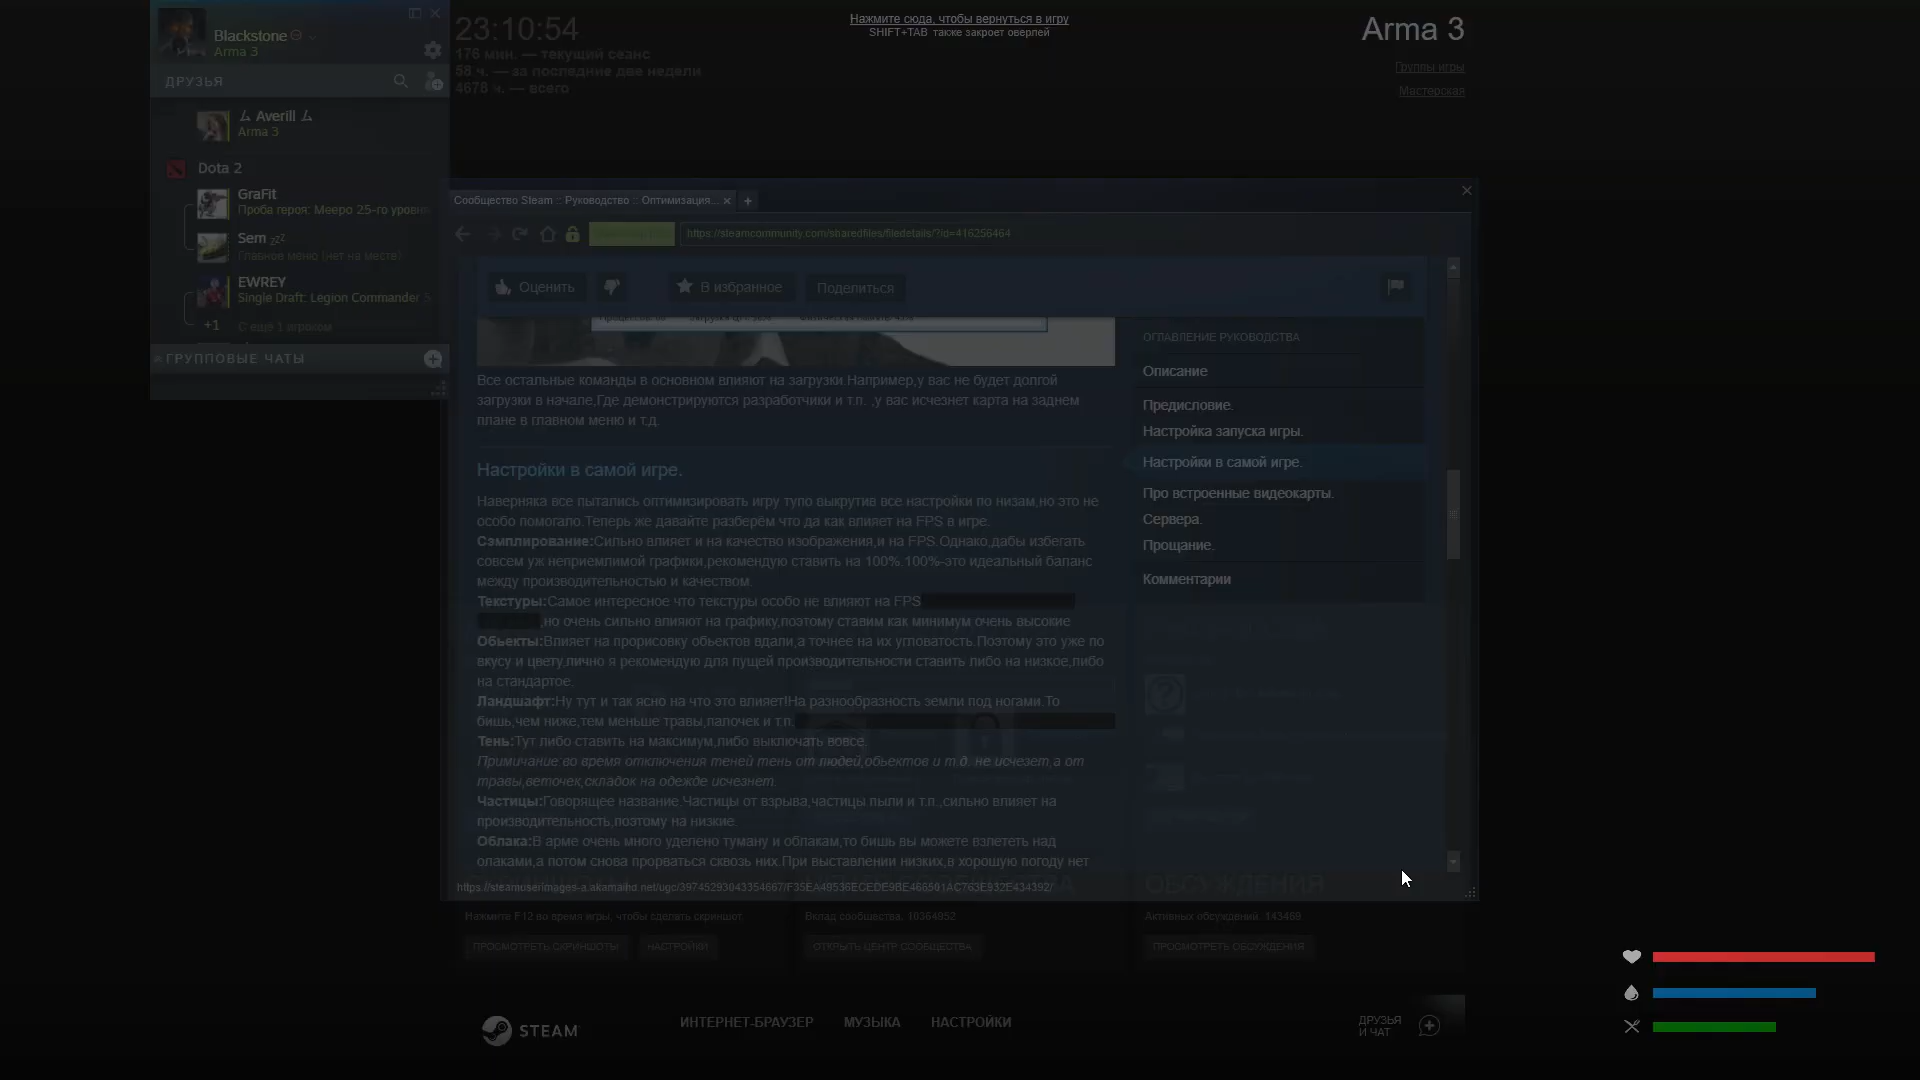 Blackstone
Arma 3
ДРУЗЬЯ
ム Averill ム
Arma 3
Dota 2
GraFit
Проба героя: Мееро 25-го уровня
Sem zzz
Главное меню (нет на месте)
EWREY
Single Draft: Legion Commander
+1 С ещё 1 игроком
ГРУППОВЫЕ ЧАТЫ
23:10:54
176 мин. — текущий сеанс
58 ч. — за последние две недели
4678 ч. — всего
Нажмите сюда, чтобы вернуться в игру
SHIFT+TAB также закроет оверлей
Arma 3
Группы игры
Мастерская
Сообщество Steam :: Руководство :: Оптимизация...
https://steamcommunity.com/sharedfiles/filedetails/?id=416256464
Оценить
В избранное
Поделиться
Все остальные команды в основном влияют на загрузки.Например,у вас не будет долгой
загрузки в начале,Где демонстрируются разработчики и т.п. ,у вас исчезнет карта на заднем
плане в главном меню и т.д.
Настройки в самой игре.
Наверняка все пытались оптимизировать игру тупо выкрутив все настройки по низам,но это не
особо помогало.Теперь же давайте разберём что да как влияет на FPS в игре.
Сэмплирование:Сильно влияет и на качество изображения,и на FPS.Однако,дабы избегать
совсем уж неприемлимой графики,рекомендую ставить на 100%.100%-это идеальный баланс
между производительностью и качеством.
Текстуры:Самое интересное что текстуры особо не влияют на FPS
,но очень сильно влияют на графику,поэтому ставим как минимум очень высокие
Обьекты:Влияет на прорисовку обьектов вдали,а точнее на их угловатость.Поэтому это уже по
вкусу и цвету,лично я рекомендую для пущей производительности ставить либо на низкое,либо
на стандартое.
Ландшафт:Ну тут и так ясно на что это влияет!На разнообразность земли под ногами.То
бишь,чем ниже,тем меньше травы,палочек и т.п.
Тень:Тут либо ставить на максимум,либо выключать вовсе.
Примичание во время отключения теней тень от людей,обьектов и т.д. не исчезет,а от
травы,веточек,складок на одежде исчезнет.
Частицы:Говорящее название.Частицы от взрыва,частицы пыли и т.п.,сильно влияет на
производительность,поэтому на низкие.
Облака:В арме очень много уделено туману и облакам,то бишь вы можете взлететь над
олаками,а потом снова прорваться сквозь них.При выставлении низких,в хорошую погоду нет
https://steamuserimages-a.akamaihd.net/ugc/39745293043354667/F35EA49536ECEDE9BE466501AC763E932E434392/
ОГЛАВЛЕНИЕ РУКОВОДСТВА
Описание
Предисловие.
Настройка запуска игры.
Настройки в самой игре.
Про встроенные видеокарты.
Сервера.
Прощание.
Комментарии
ОБСУЖДЕНИЯ
Нажмите F12 во время игры, чтобы сделать скриншот
Вклад сообщества: 10364952
Активных обсуждений: 143469
ПРОСМОТРЕТЬ СКРИНШОТЫ
НАСТРОЙКИ
ОТКРЫТЬ ЦЕНТР СООБЩЕСТВА
ПРОСМОТРЕТЬ ОБСУЖДЕНИЯ
STEAM
ИНТЕРНЕТ-БРАУЗЕР
МУЗЫКА
НАСТРОЙКИ
ДРУЗЬЯ
И ЧАТ